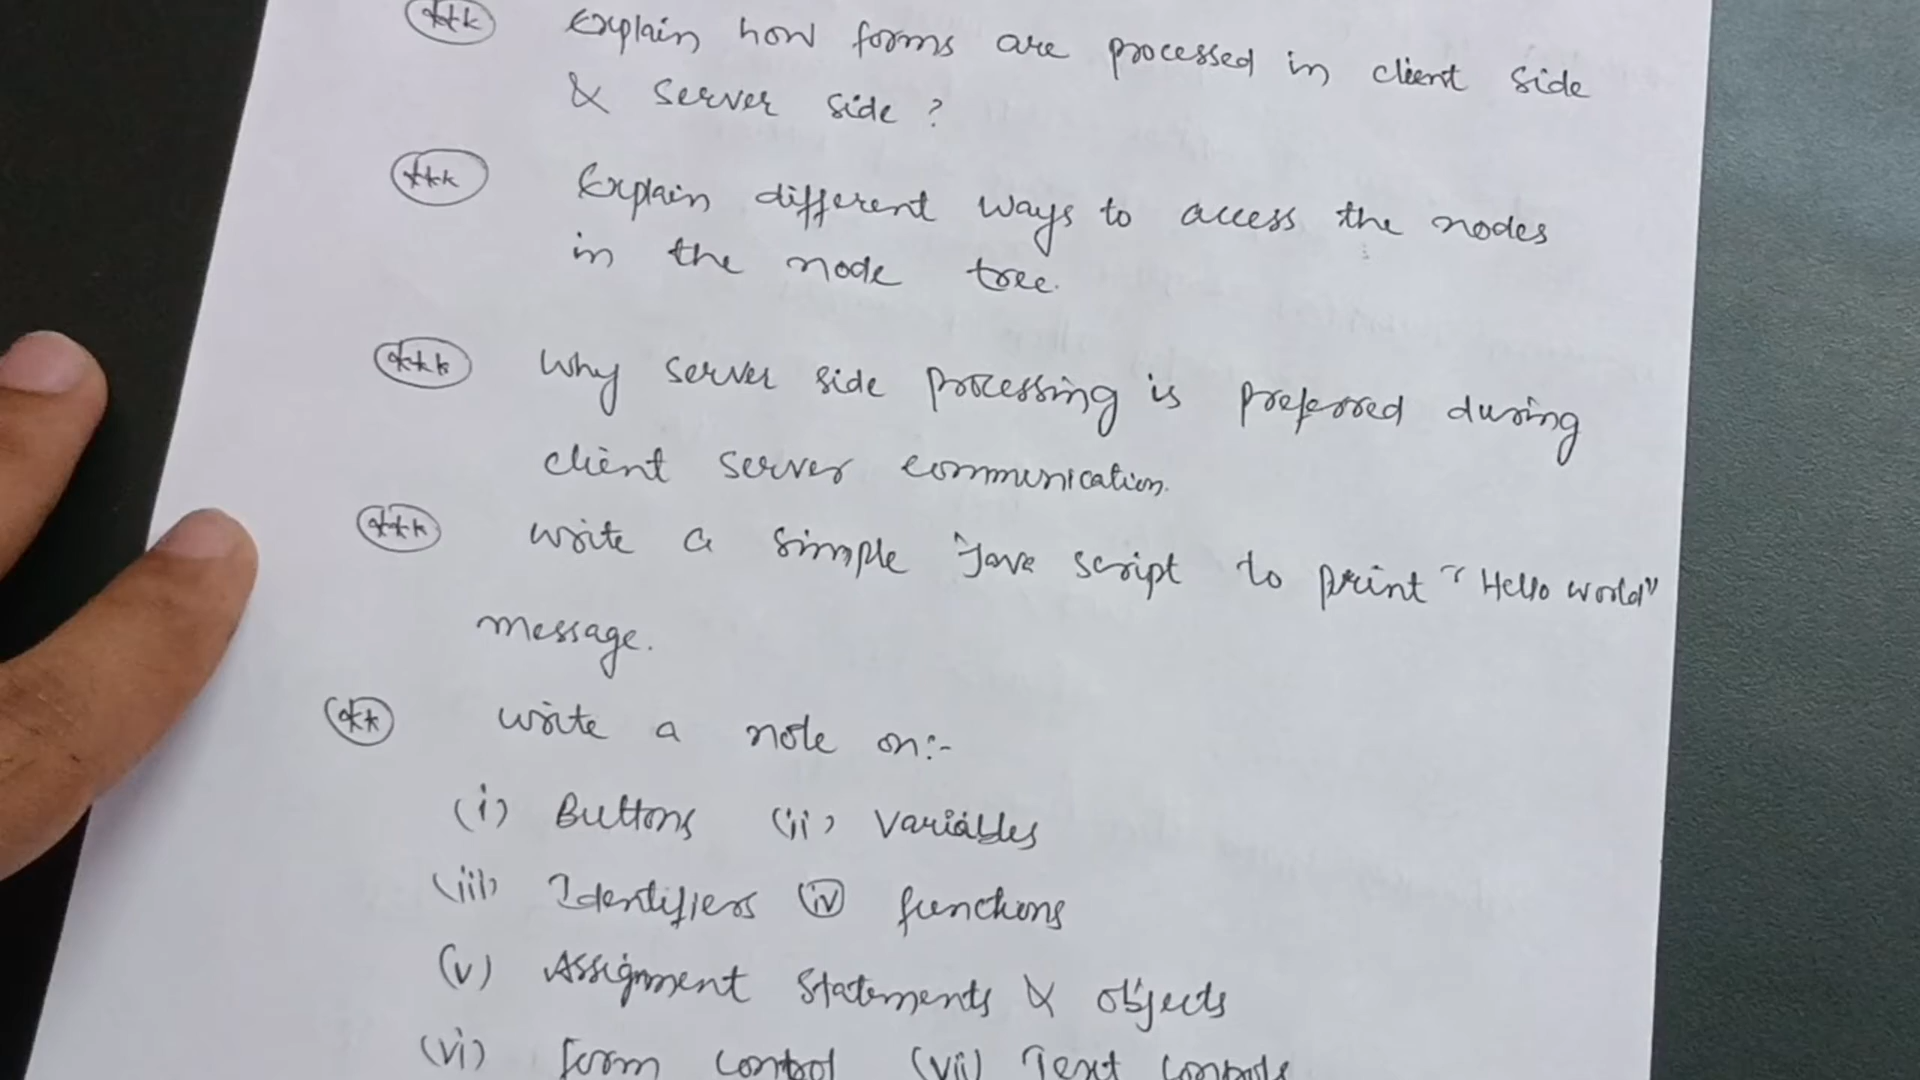 *** Explain how forms are processed in client side
& server side ?
*** Explain different ways to access the nodes
in the node tree.
*** Why server side processing is preferred during
client server communication.
*** write a simple Java script to print "Hello world"
message.
** write a note on:-
(i) Buttons (ii) Variables
(iii) Identifiers (iv) functions
(v) Assignment Statements & objects
(vi) Form control (vii) Text controls